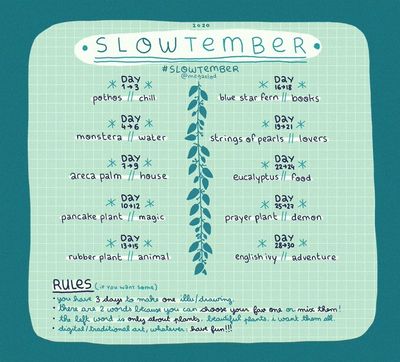 2020
SLOWTEMBER
#SLOWTEMBER
@megaelod
DAY
1→3
pothos // chill
DAY
4→6
monstera // water
DAY
7→9
areca palm // house
DAY
10→12
pancake plant // magic
DAY
13→15
rubber plant // animal
DAY
16→18
blue star fern // books
DAY
19→21
strings of pearls // lovers
DAY
22→24
eucalyptus // food
DAY
25→27
prayer plant // demon
DAY
28→30
english ivy // adventure
RULES (if you want some)
• you have 3 days to make one illu/drawing.
• there are 2 words because you can choose your fav one or mix them!
• the left word is only about plants, beautiful plants. i want them all.
• digital/traditional art, whatever: have fun!!!